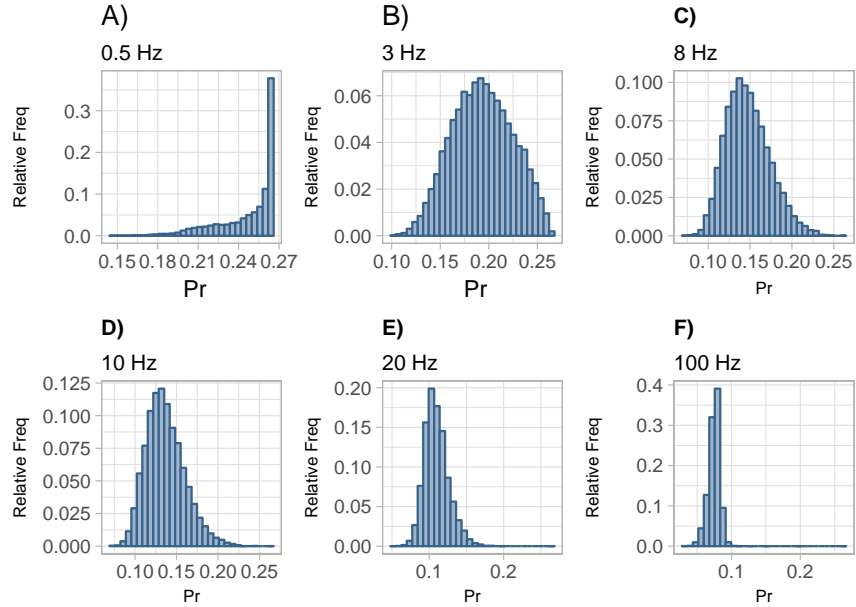 A)
0.5 Hz
Relative Freq
0.3
0.2
0.1
0.0
0.15 0.18 0.21 0.24 0.27
Pr
B)
3 Hz
Relative Freq
0.06
0.04
0.02
0.00
0.10 0.15 0.20 0.25
Pr
C)
8 Hz
Relative Freq
0.100
0.075
0.050
0.025
0.000
0.10 0.15 0.20 0.25
Pr
D)
10 Hz
Relative Freq
0.125
0.100
0.075
0.050
0.025
0.000
0.10 0.15 0.20 0.25
Pr
E)
20 Hz
Relative Freq
0.20
0.15
0.10
0.05
0.00
0.1 0.2
Pr
F)
100 Hz
Relative Freq
0.4
0.3
0.2
0.1
0.0
0.1 0.2
Pr